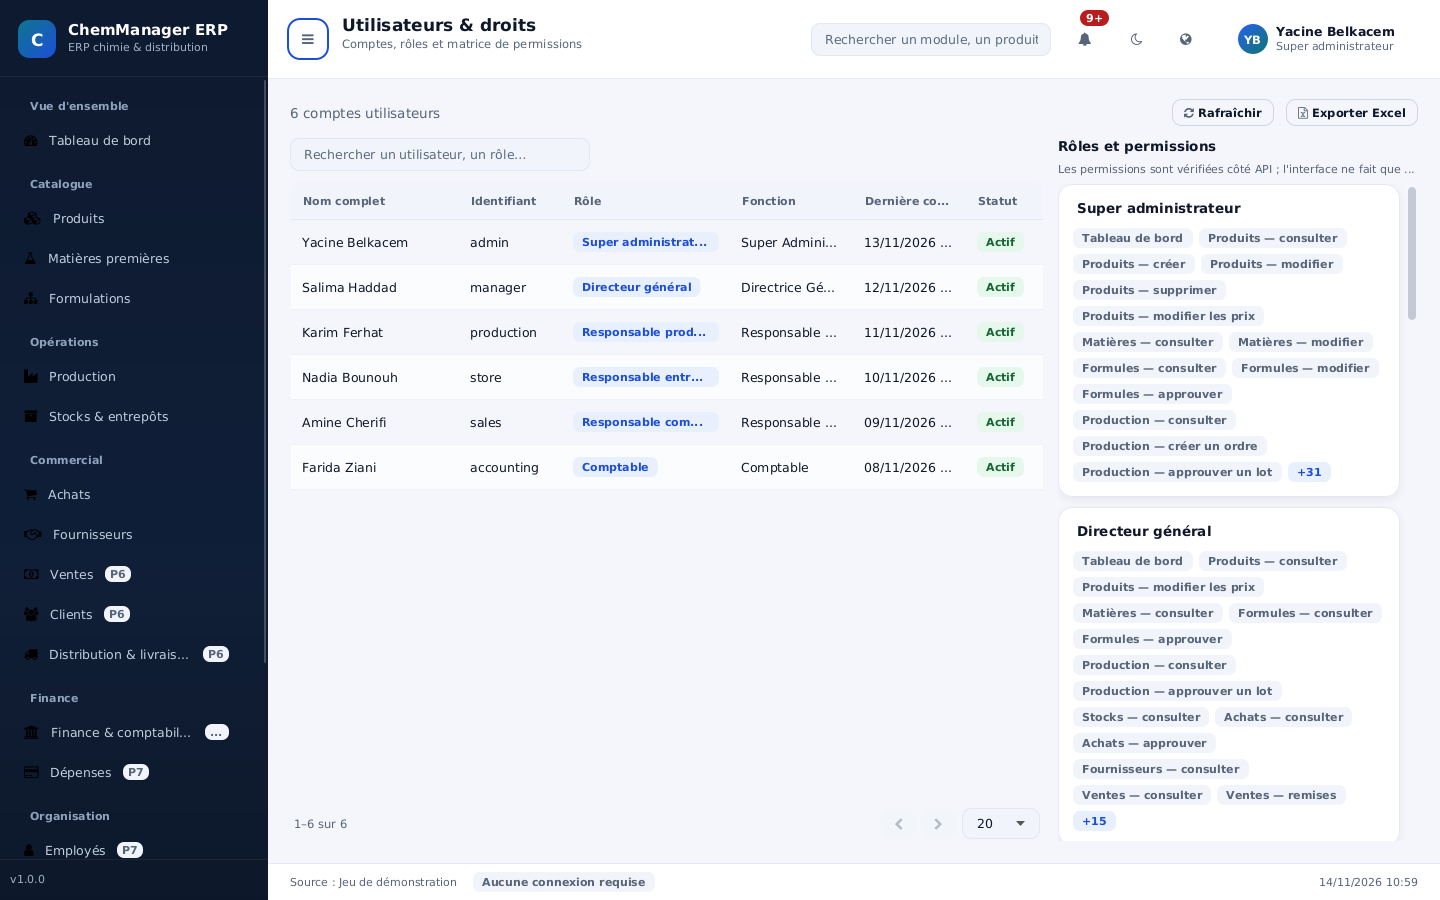 C
ChemManager ERP
ERP chimie & distribution
Vue d'ensemble
Tableau de bord
Catalogue
Produits
Matières premières
Formulations
Opérations
Production
Stocks & entrepôts
Commercial
Achats
Fournisseurs
Ventes P6
Clients P6
Distribution & livrais... P6
Finance
Finance & comptabil... ...
Dépenses P7
Organisation
Employés P7
v1.0.0
Utilisateurs & droits
Comptes, rôles et matrice de permissions
Rechercher un module, un produit
9+
YB
Yacine Belkacem
Super administrateur
6 comptes utilisateurs
Rafraîchir
Exporter Excel
Rechercher un utilisateur, un rôle...
Nom complet Identifiant Rôle Fonction Dernière co... Statut
Yacine Belkacem admin Super administrat... Super Admini... 13/11/2026 ... Actif
Salima Haddad manager Directeur général Directrice Gé... 12/11/2026 ... Actif
Karim Ferhat production Responsable prod... Responsable ... 11/11/2026 ... Actif
Nadia Bounouh store Responsable entr... Responsable ... 10/11/2026 ... Actif
Amine Cherifi sales Responsable com... Responsable ... 09/11/2026 ... Actif
Farida Ziani accounting Comptable Comptable 08/11/2026 ... Actif
1–6 sur 6
20
Rôles et permissions
Les permissions sont vérifiées côté API ; l'interface ne fait que ...
Super administrateur
Tableau de bord Produits — consulter
Produits — créer Produits — modifier
Produits — supprimer
Produits — modifier les prix
Matières — consulter Matières — modifier
Formules — consulter Formules — modifier
Formules — approuver
Production — consulter
Production — créer un ordre
Production — approuver un lot +31
Directeur général
Tableau de bord Produits — consulter
Produits — modifier les prix
Matières — consulter Formules — consulter
Formules — approuver
Production — consulter
Production — approuver un lot
Stocks — consulter Achats — consulter
Achats — approuver
Fournisseurs — consulter
Ventes — consulter Ventes — remises
+15
Source : Jeu de démonstration Aucune connexion requise
14/11/2026 10:59